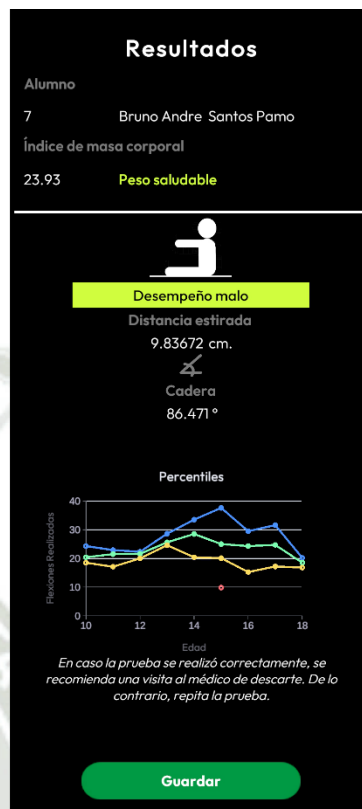 Resultados
Alumno
7 Bruno Andre Santos Pamo
Índice de masa corporal
23.93 Peso saludable
Desempeño malo
Distancia estirada
9.83672 cm.
Cadera
86.471 °
Percentiles
Flexiones Realizadas
40
30
20
10
0
10 12 14 16 18
Edad
En caso la prueba se realizó correctamente, se
recomienda una visita al médico de descarte. De lo
contrario, repita la prueba.
Guardar